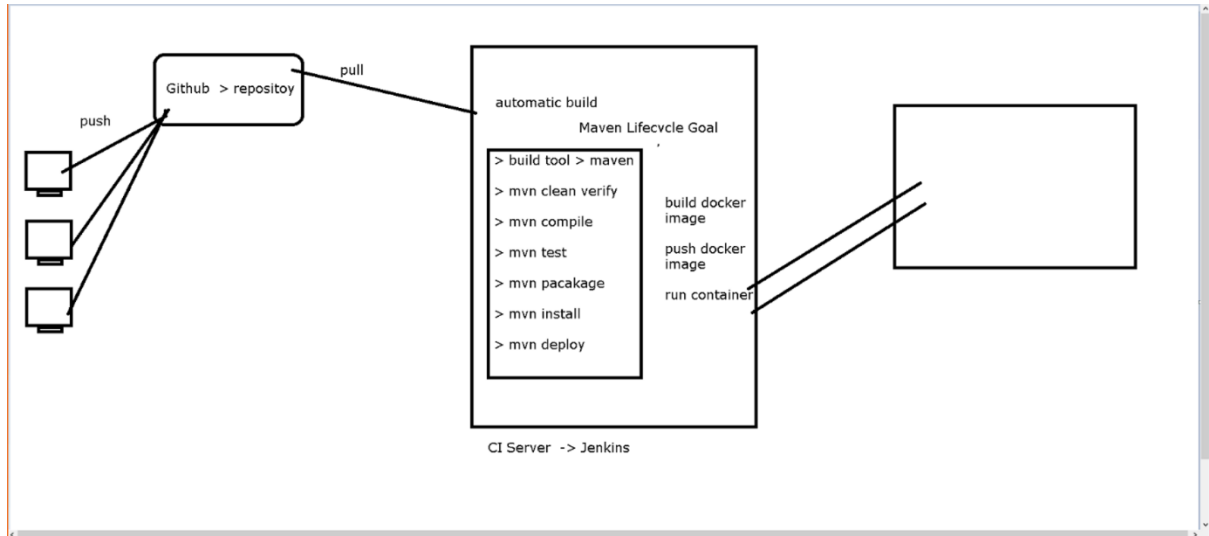 Github > repositoy
pull
push
automatic build
Maven Lifecycle Goal
> build tool > maven
> mvn clean verify
> mvn compile
> mvn test
> mvn pacakage
> mvn install
> mvn deploy
build docker
image
push docker
image
run container
CI Server -> Jenkins